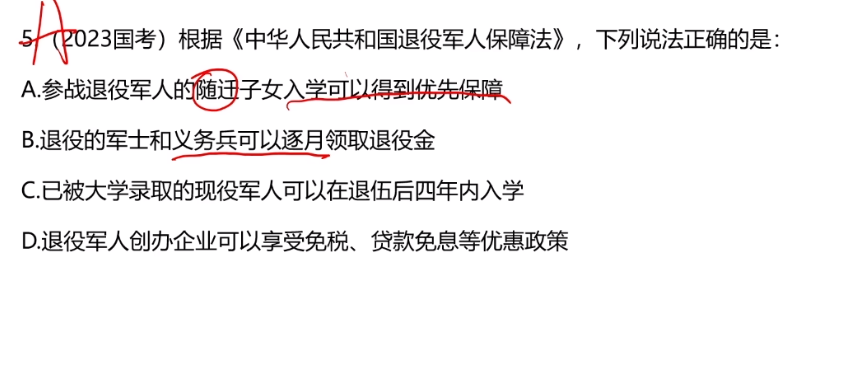 5.（2023国考）根据《中华人民共和国退役军人保障法》，下列说法正确的是：
A
A.参战退役军人的随迁子女入学可以得到优先保障
B.退役的军士和义务兵可以逐月领取退役金
C.已被大学录取的现役军人可以在退伍后四年内入学
D.退役军人创办企业可以享受免税、贷款免息等优惠政策